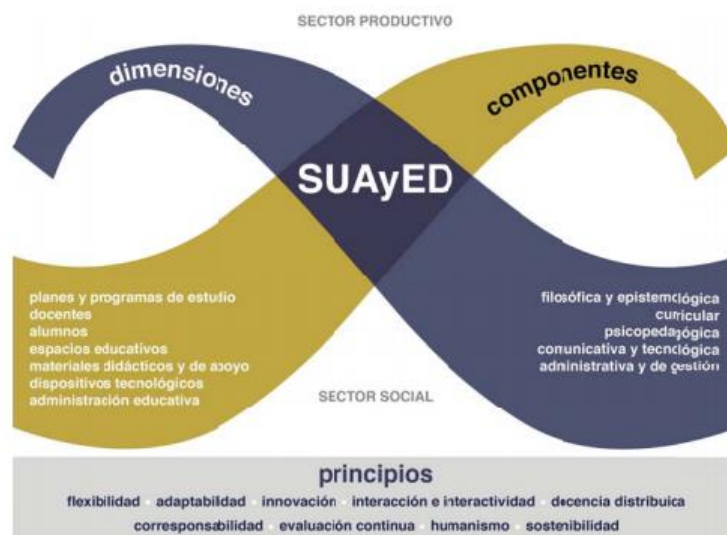 SECTOR PRODUCTIVO
dimensiones
componentes
SUAyED
planes y programas de estudio
docentes
alumnos
espacios educativos
materiales didácticos y de apoyo
dispositivos tecnológicos
administración educativa
filosófica y epistemológica
curricular
psicopedagógica
comunicativa y tecnológica
administrativa y de gestión
SECTOR SOCIAL
principios
flexibilidad • adaptabilidad • innovación • interacción e interactividad • docencia distribuica
corresponsabilidad • evaluación continua • humanismo • sostenibilidad